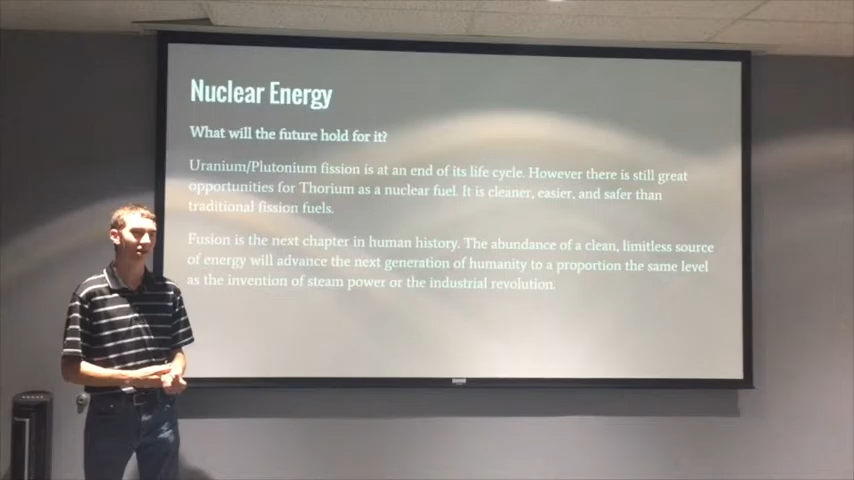 Nuclear Energy
What will the future hold for it?
Uranium/Plutonium fission is at an end of its life cycle. However there is still great
opportunities for Thorium as a nuclear fuel. It is cleaner, easier, and safer than
traditional fission fuels.
Fusion is the next chapter in human history. The abundance of a clean, limitless source
of energy will advance the next generation of humanity to a proportion the same level
as the invention of steam power or the industrial revolution.